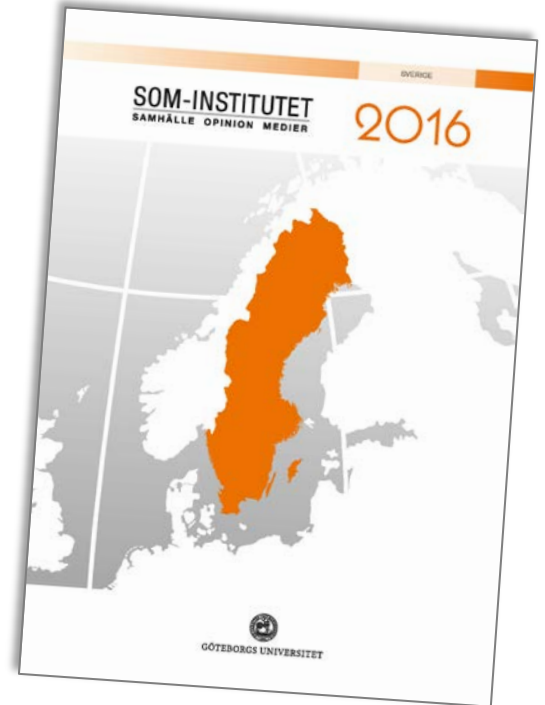 SVERIGE
SOM-INSTITUTET
SAMHÄLLE OPINION MEDIER
2016
GÖTEBORGS UNIVERSITET